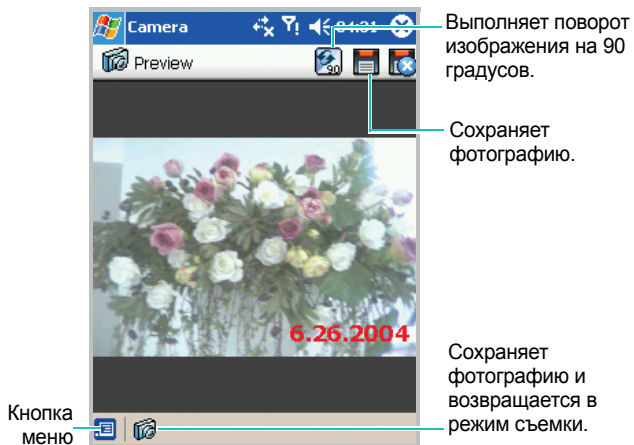 Camera
04:31
Preview
90
6.26.2004
Выполняет поворот
изображения на 90
градусов.
Сохраняет
фотографию.
Сохраняет
фотографию и
возвращается в
режим съемки.
Кнопка
меню